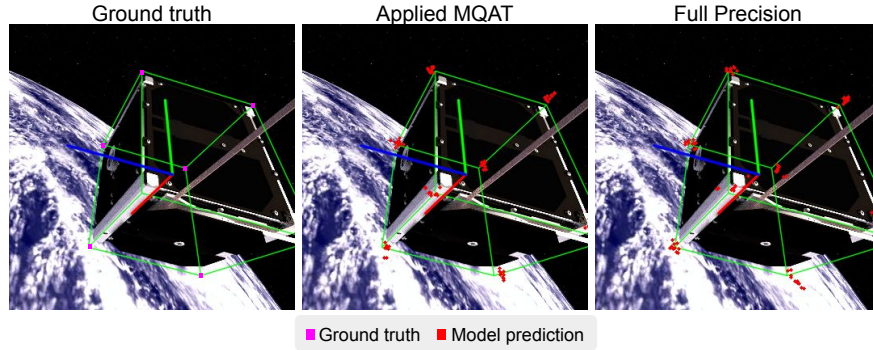 Ground truth
Applied MQAT
Full Precision
Ground truth
Model prediction